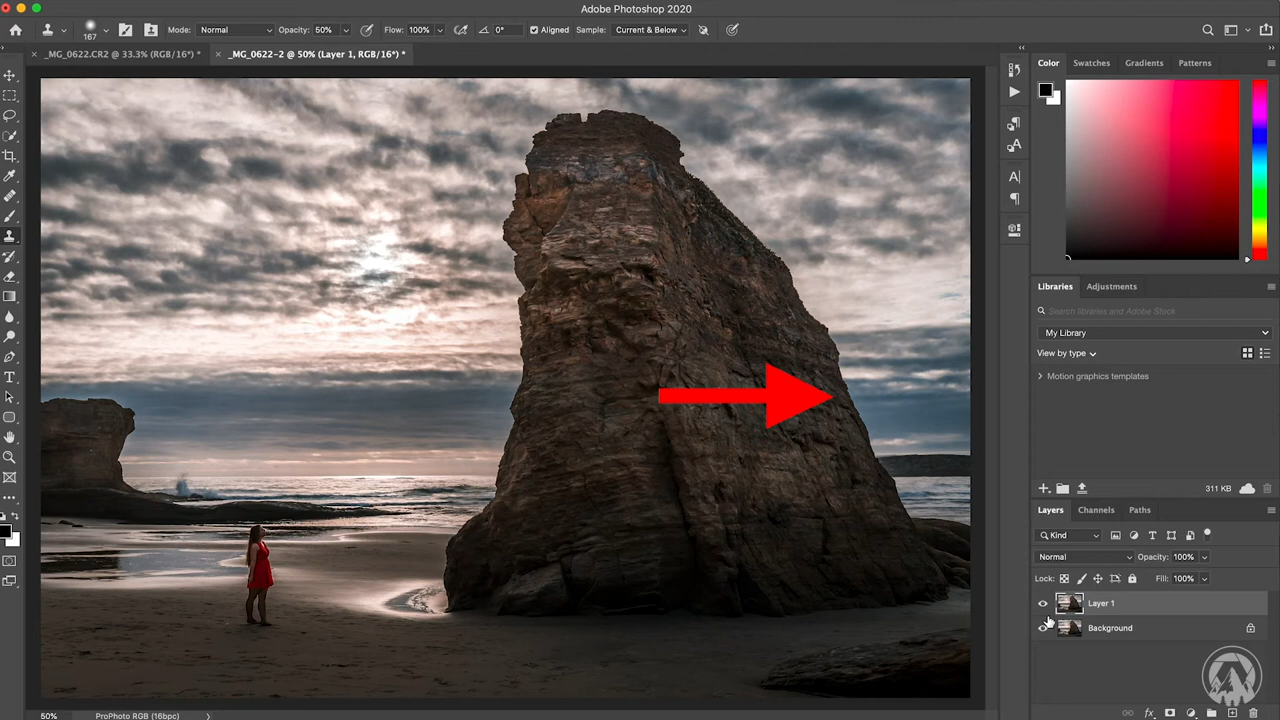 Adobe Photoshop 2020
167 Mode: Normal Opacity: 50% Flow: 100% 0° Aligned Sample: Current & Below
_MG_0622.CR2 @ 33.3% (RGB/16*) * _MG_0622-2 @ 50% (Layer 1, RGB/16*) *
Color Swatches Gradients Patterns
Libraries Adjustments
Search libraries and Adobe Stock
My Library
View by type
Motion graphics templates
311 KB
Layers Channels Paths
Kind
Normal Opacity: 100%
Lock: Fill: 100%
Layer 1
Background
50% ProPhoto RGB (16bpc)